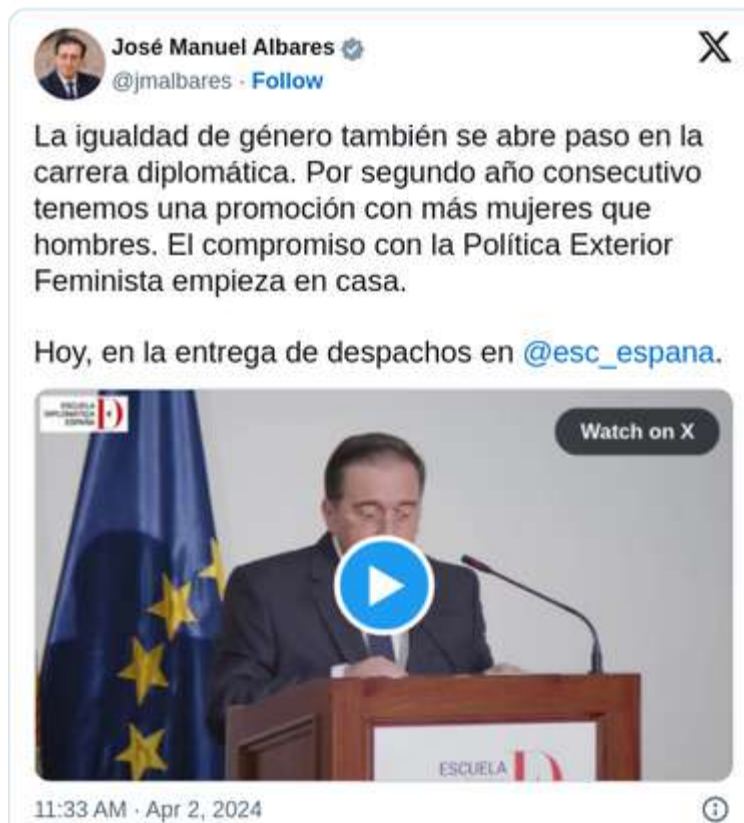 José Manuel Albares
@jmalbares · Follow
La igualdad de género también se abre paso en la
carrera diplomática. Por segundo año consecutivo
tenemos una promoción con más mujeres que
hombres. El compromiso con la Política Exterior
Feminista empieza en casa.
Hoy, en la entrega de despachos en @esc_espana.
ESCUELA
DIPLOMÁTICA
ESPAÑA
Watch on X
ESCUELA
11:33 AM · Apr 2, 2024